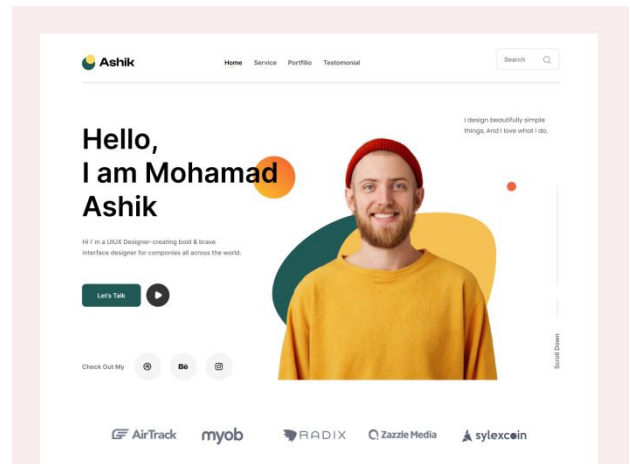 Ashik
Home Service Portfilio Testomonial
Search
I design beautifully simple
things, And I love what I do.
Hello,
I am Mohamad
Ashik
Hi I' m a UIUX Designer-creating bold & brave
interface designer for companies all across the world.
Let's Talk
Check Out My
Bē
Scroll Down
AirTrack myob RADIX Zazzle Media sylexcoin